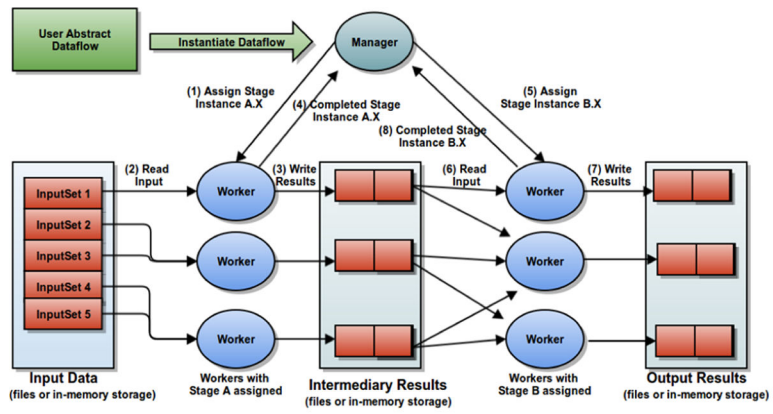 User Abstract
Dataflow
Instantiate Dataflow
Manager
(1) Assign Stage
Instance A.X
(4) Completed Stage
Instance A.X
(5) Assign
Stage Instance B.X
(8) Completed Stage
Instance B.X
(2) Read
Input
(3) Write
Results
(6) Read
Input
(7) Write
Results
InputSet 1
InputSet 2
InputSet 3
InputSet 4
InputSet 5
Worker
Worker
Worker
Worker
Worker
Worker
Input Data
(files or in-memory storage)
Workers with
Stage A assigned
Intermediary Results
(files or in-memory storage)
Workers with
Stage B assigned
Output Results
(files or in-memory storage)